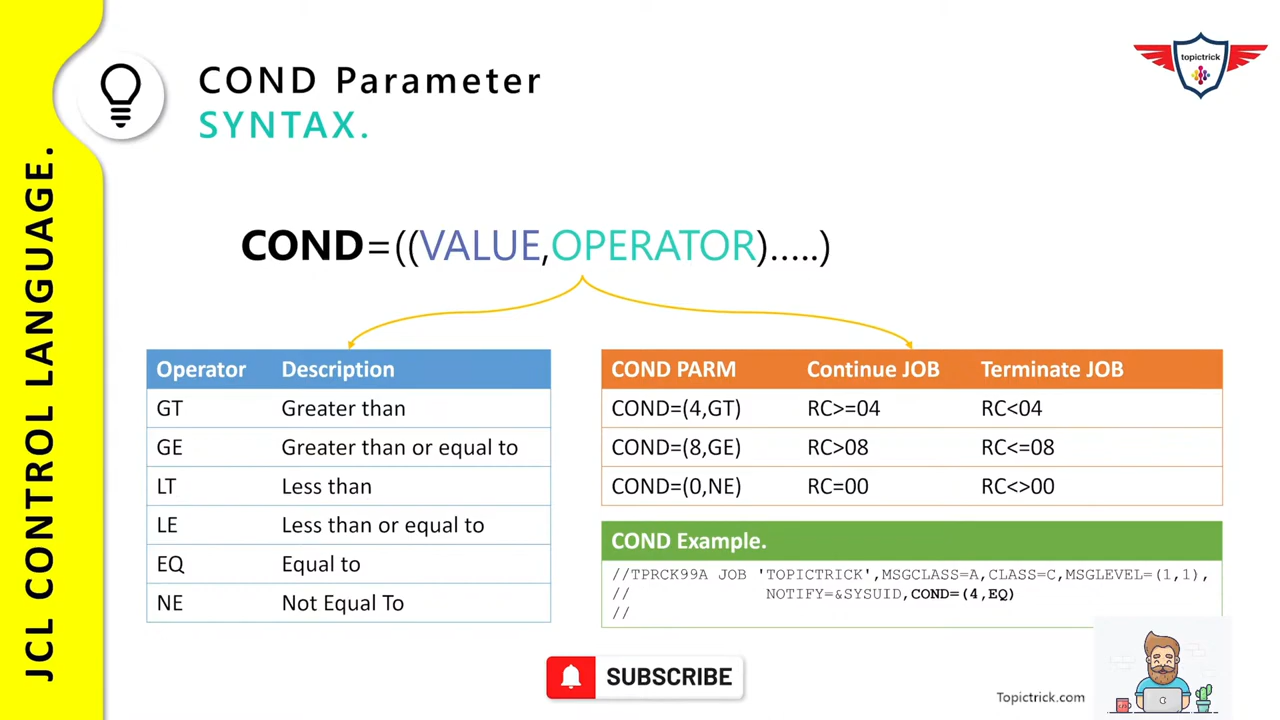 JCL CONTROL LANGUAGE.
COND Parameter
SYNTAX.
topictrick
COND=((VALUE,OPERATOR).....)
Operator Description
GT Greater than
GE Greater than or equal to
LT Less than
LE Less than or equal to
EQ Equal to
NE Not Equal To
COND PARM Continue JOB Terminate JOB
COND=(4,GT) RC>=04 RC<04
COND=(8,GE) RC>08 RC<=08
COND=(0,NE) RC=00 RC<>00
COND Example.
//TPRCK99A JOB 'TOPICTRICK',MSGCLASS=A,CLASS=C,MSGLEVEL=(1,1),
// NOTIFY=&SYSUID,COND=(4,EQ)
//
SUBSCRIBE
Topictrick.com